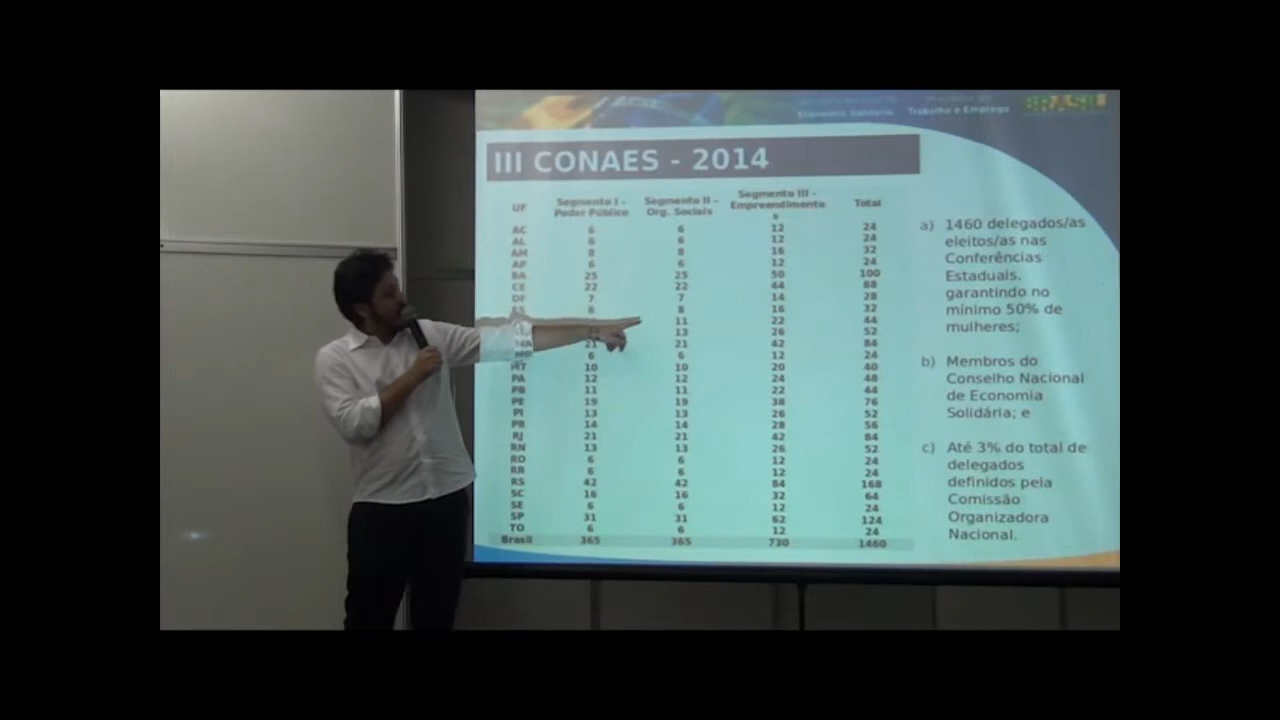 Economia Solidária
Trabalho e Emprego
BRASIL
III CONAES - 2014
UF Segmento I – Poder Público Segmento II – Org. Sociais Segmento III – Empreendimentos Total
AC 6 6 12 24
AL 6 6 12 24
AM 8 8 16 32
AP 6 6 12 24
BA 25 25 50 100
CE 22 22 44 88
DF 7 7 14 28
ES 8 8 16 32
11 22 44
13 26 52
MA 21 21 42 84
6 6 12 24
MT 10 10 20 40
PA 12 12 24 48
PB 11 11 22 44
PE 19 19 38 76
PI 13 13 26 52
PR 14 14 28 56
RJ 21 21 42 84
RN 13 13 26 52
RO 6 6 12 24
RR 6 6 12 24
RS 42 42 84 168
SC 16 16 32 64
SE 6 6 12 24
SP 31 31 62 124
TO 6 6 12 24
Brasil 365 365 730 1460
a) 1460 delegados/as
eleitos/as nas
Conferências
Estaduais,
garantindo no
mínimo 50% de
mulheres;
b) Membros do
Conselho Nacional
de Economia
Solidária; e
c) Até 3% do total de
delegados
definidos pela
Comissão
Organizadora
Nacional.